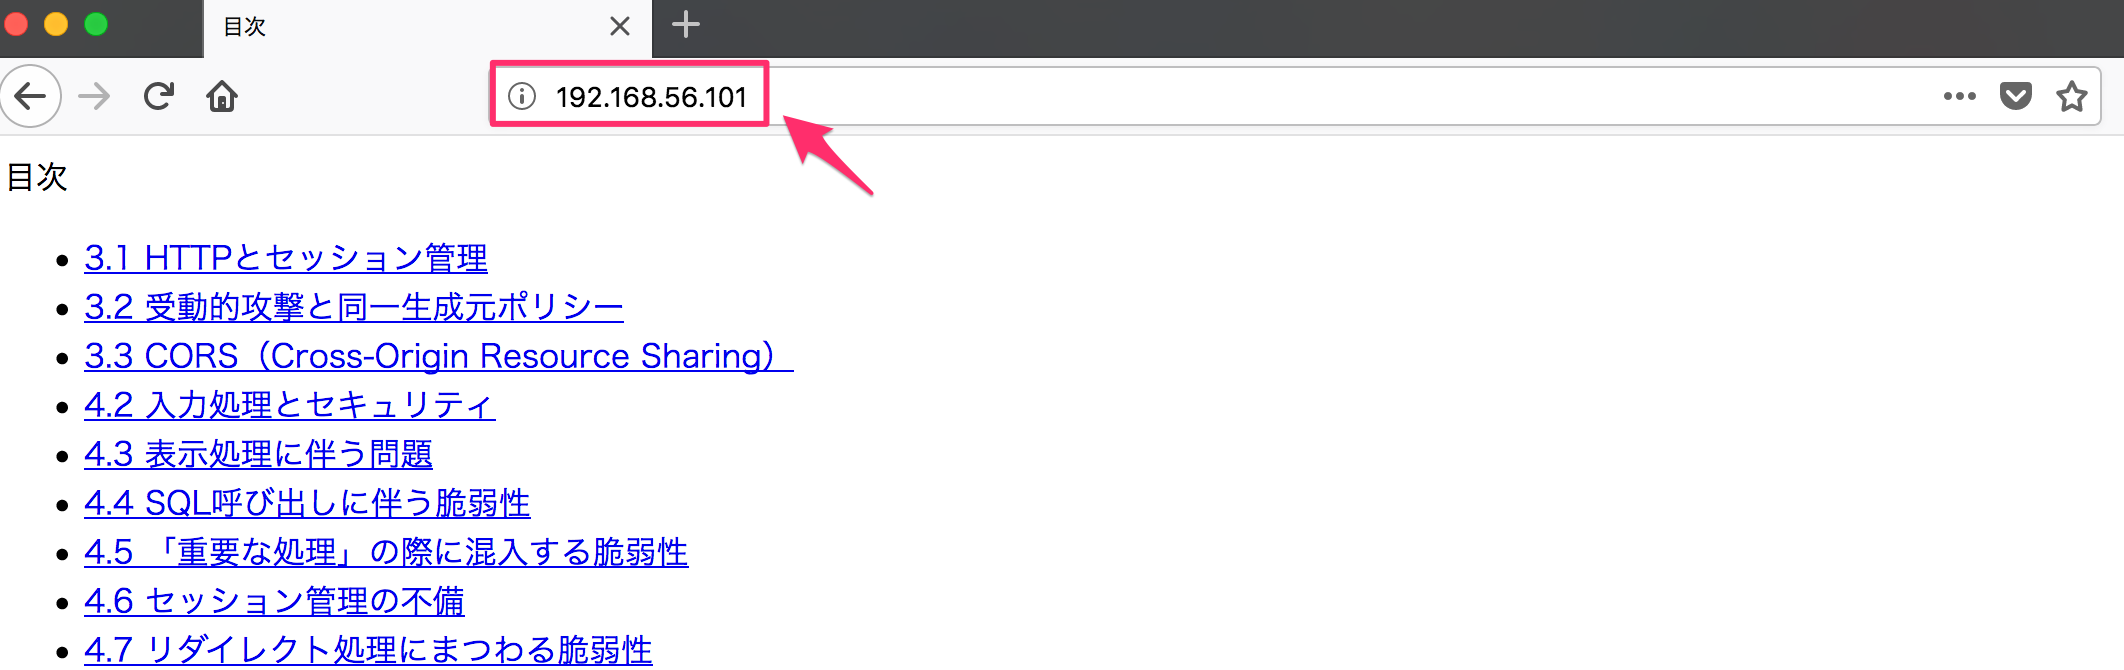 目次
192.168.56.101
目次
3.1 HTTPとセッション管理
3.2 受動的攻撃と同一生成元ポリシー
3.3 CORS（Cross-Origin Resource Sharing）
4.2 入力処理とセキュリティ
4.3 表示処理に伴う問題
4.4 SQL呼び出しに伴う脆弱性
4.5 「重要な処理」の際に混入する脆弱性
4.6 セッション管理の不備
4.7 リダイレクト処理にまつわる脆弱性